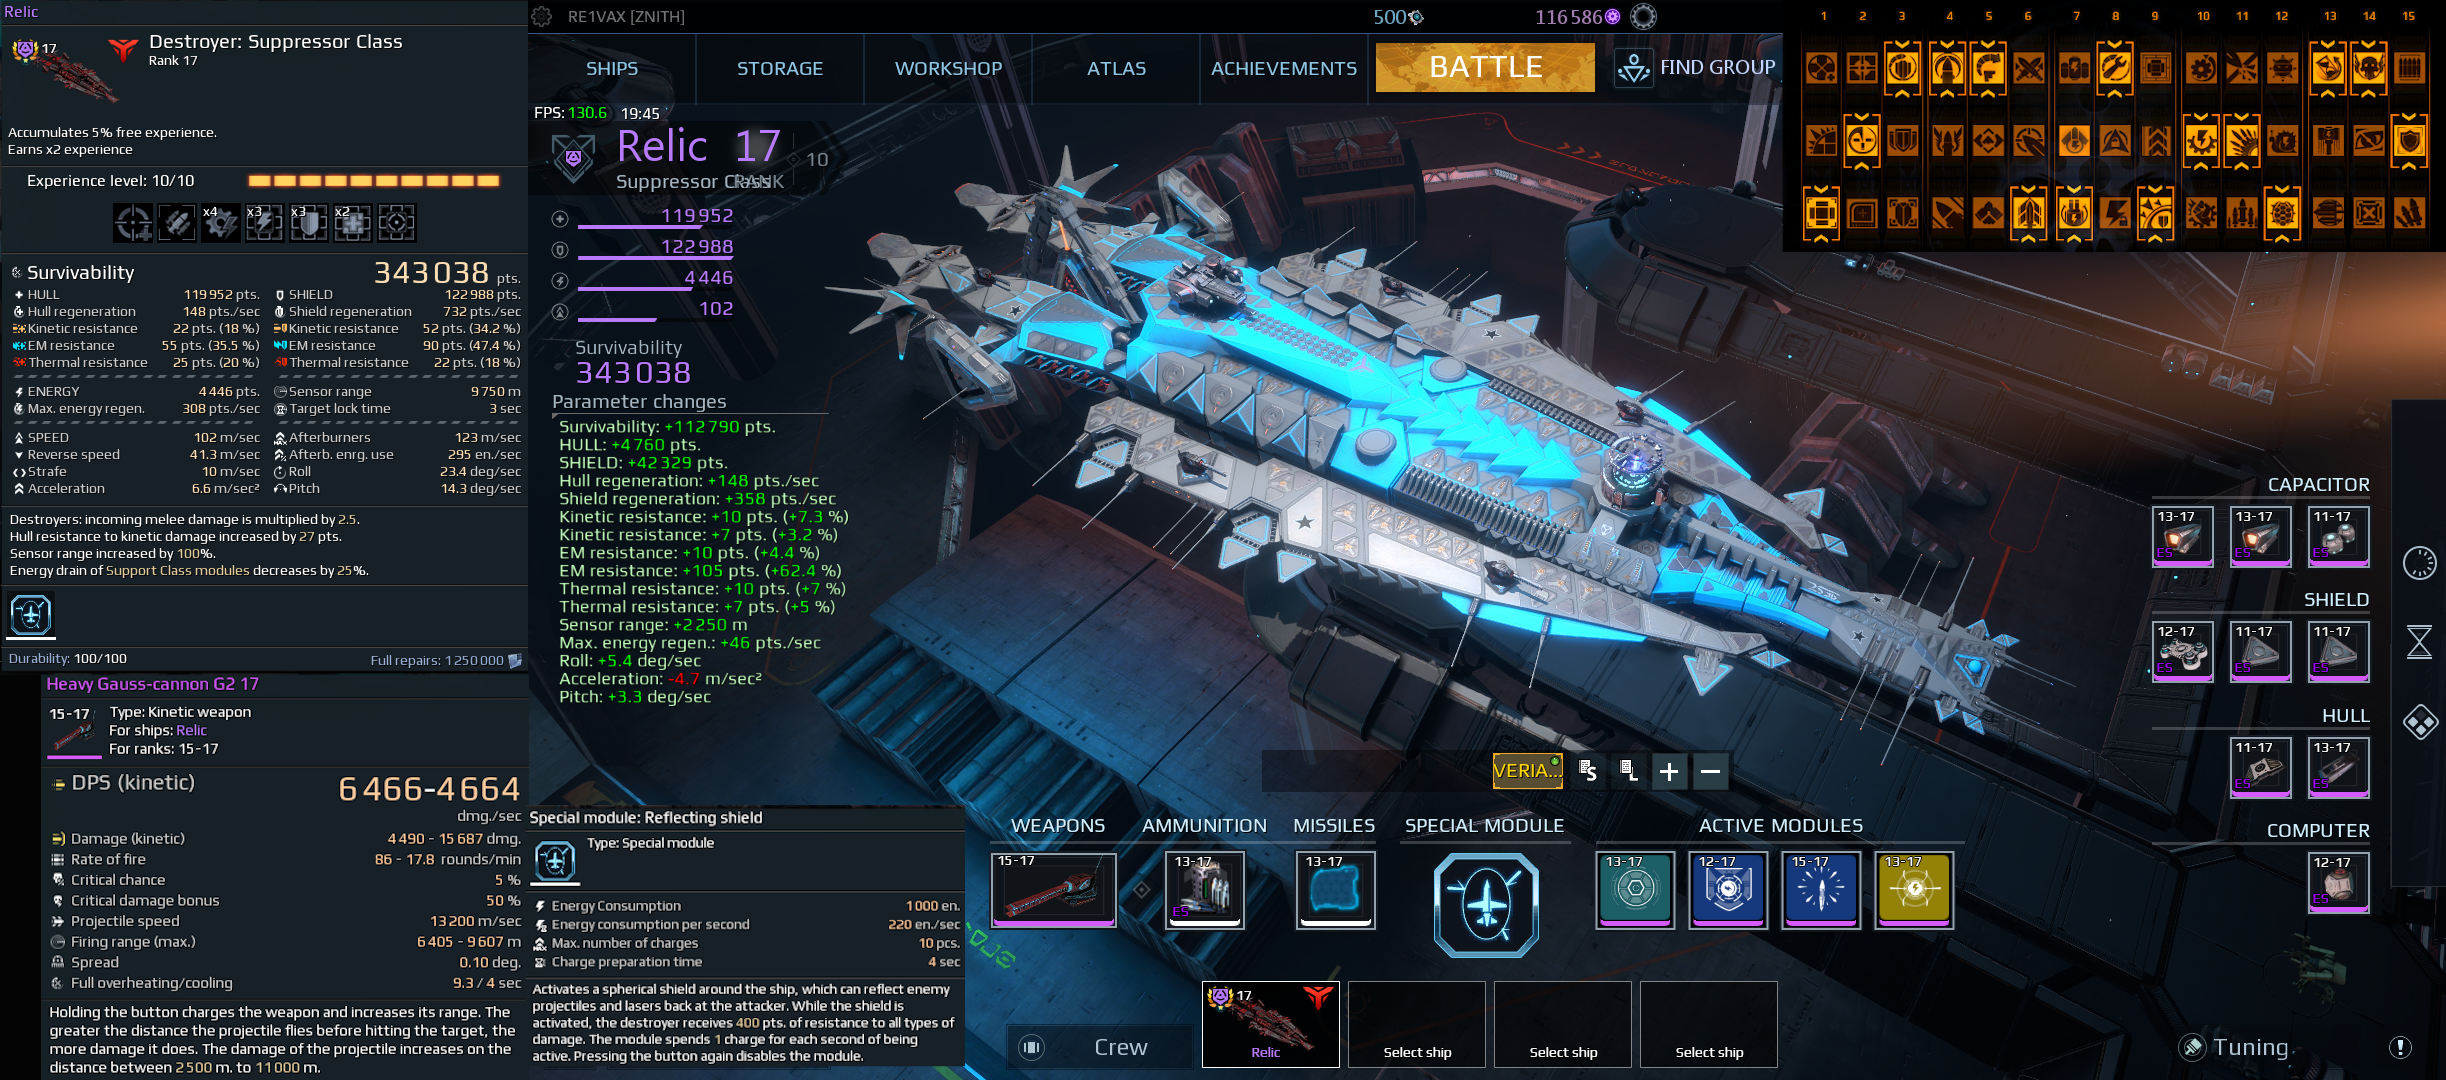 Relic
17
Destroyer: Suppressor Class
Rank 17
Accumulates 5% free experience.
Earns x2 experience
Experience level: 10/10
x4 x3 x3 x2
Survivability 343 038 pts.
HULL 119 952 pts. SHIELD 122 988 pts.
Hull regeneration 148 pts./sec Shield regeneration 732 pts./sec
Kinetic resistance 22 pts. (18 %) Kinetic resistance 52 pts. (34.2 %)
EM resistance 55 pts. (35.5 %) EM resistance 90 pts. (47.4 %)
Thermal resistance 25 pts. (20 %) Thermal resistance 22 pts. (18 %)
ENERGY 4 446 pts. Sensor range 9 750 m
Max. energy regen. 308 pts./sec Target lock time 3 sec
SPEED 102 m/sec Afterburners 123 m/sec
Reverse speed 41.3 m/sec Afterb. enrg. use 295 en./sec
Strafe 10 m/sec Roll 23.4 deg/sec
Acceleration 6.6 m/sec² Pitch 14.3 deg/sec
Destroyers: incoming melee damage is multiplied by 2.5.
Hull resistance to kinetic damage increased by 27 pts.
Sensor range increased by 100%.
Energy drain of Support Class modules decreases by 25%.
Durability: 100/100 Full repairs: 1 250 000
Heavy Gauss-cannon G2 17
15-17
Type: Kinetic weapon
For ships: Relic
For ranks: 15-17
DPS (kinetic) 6 466-4 664
dmg./sec
Damage (kinetic) 4 490 - 15 687 dmg.
Rate of fire 86 - 17.8 rounds/min
Critical chance 5 %
Critical damage bonus 50 %
Projectile speed 13 200 m/sec
Firing range (max.) 6 405 - 9 607 m
Spread 0.10 deg.
Full overheating/cooling 9.3 / 4 sec
Holding the button charges the weapon and increases its range. The
greater the distance the projectile flies before hitting the target, the
more damage it does. The damage of the projectile increases on the
distance between 2 500 m. to 11 000 m.
RE1VAX [ZNITH] 500 116 586
SHIPS STORAGE WORKSHOP ATLAS ACHIEVEMENTS BATTLE FIND GROUP
FPS: 130.6 19:45
Relic 17
10
Suppressor Class RANK
119 952
122 988
4 446
102
Survivability
343 038
Parameter changes
Survivability: +112 790 pts.
HULL: +4 760 pts.
SHIELD: +42 329 pts.
Hull regeneration: +148 pts./sec
Shield regeneration: +358 pts./sec
Kinetic resistance: +10 pts. (+7.3 %)
Kinetic resistance: +7 pts. (+3.2 %)
EM resistance: +10 pts. (+4.4 %)
EM resistance: +105 pts. (+62.4 %)
Thermal resistance: +10 pts. (+7 %)
Thermal resistance: +7 pts. (+5 %)
Sensor range: +2 250 m
Max. energy regen.: +46 pts./sec
Roll: +5.4 deg/sec
Acceleration: -4.7 m/sec²
Pitch: +3.3 deg/sec
Special module: Reflecting shield
Type: Special module
Energy Consumption 1 000 en.
Energy consumption per second 220 en./sec
Max. number of charges 10 pcs.
Charge preparation time 4 sec
Activates a spherical shield around the ship, which can reflect enemy
projectiles and lasers back at the attacker. While the shield is
activated, the destroyer receives 400 pts. of resistance to all types of
damage. The module spends 1 charge for each second of being
active. Pressing the button again disables the module.
1 2 3 4 5 6 7 8 9 10 11 12 13 14 15
CAPACITOR
13-17 13-17 11-17
ES ES ES
SHIELD
12-17 11-17 11-17
ES ES ES
HULL
11-17 13-17
ES ES
COMPUTER
12-17
ES
VERIA... S L + −
WEAPONS AMMUNITION MISSILES SPECIAL MODULE ACTIVE MODULES
15-17 13-17 13-17 13-17 12-17 15-17 13-17
ES
Crew
17
Relic Select ship Select ship Select ship
Tuning